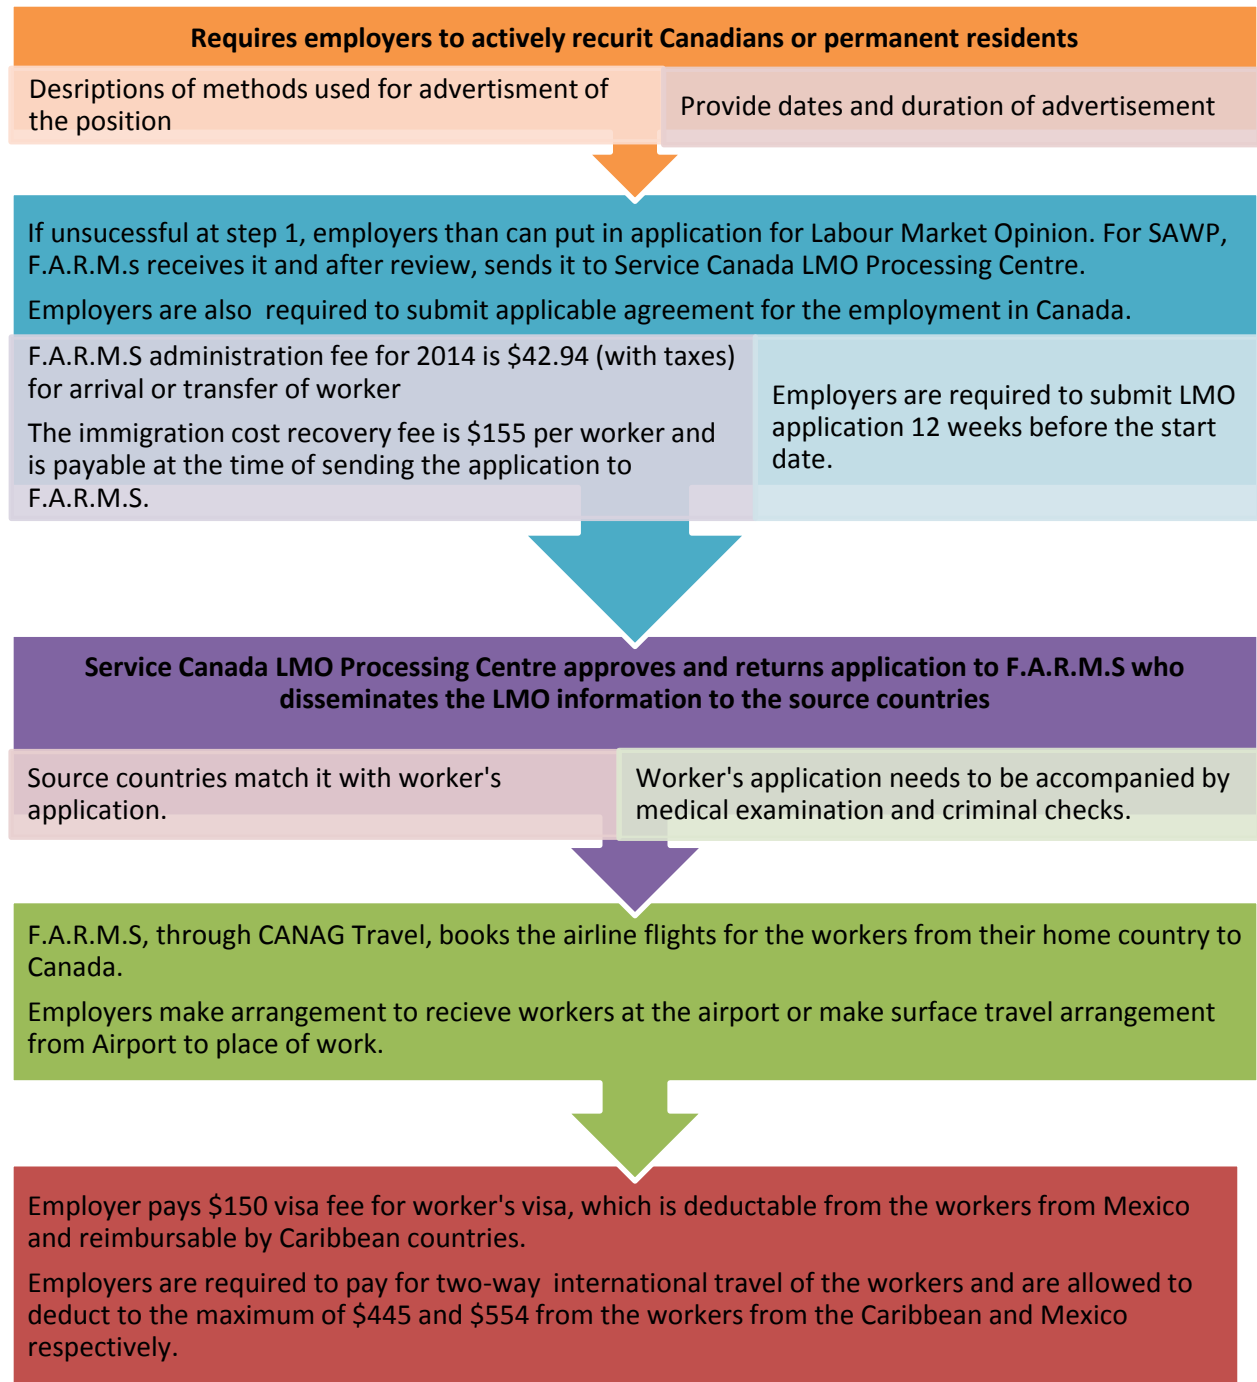 Requires employers to actively recurit Canadians or permanent residents
Desriptions of methods used for advertisment of
the position
Provide dates and duration of advertisement
If unsucessful at step 1, employers than can put in application for Labour Market Opinion. For SAWP,
F.A.R.M.s receives it and after review, sends it to Service Canada LMO Processing Centre.
Employers are also required to submit applicable agreement for the employment in Canada.
F.A.R.M.S administration fee for 2014 is $42.94 (with taxes)
for arrival or transfer of worker
The immigration cost recovery fee is $155 per worker and
is payable at the time of sending the application to
F.A.R.M.S.
Employers are required to submit LMO
application 12 weeks before the start
date.
Service Canada LMO Processing Centre approves and returns application to F.A.R.M.S who
disseminates the LMO information to the source countries
Source countries match it with worker's
application.
Worker's application needs to be accompanied by
medical examination and criminal checks.
F.A.R.M.S, through CANAG Travel, books the airline flights for the workers from their home country to
Canada.
Employers make arrangement to recieve workers at the airport or make surface travel arrangement
from Airport to place of work.
Employer pays $150 visa fee for worker's visa, which is deductable from the workers from Mexico
and reimbursable by Caribbean countries.
Employers are required to pay for two-way international travel of the workers and are allowed to
deduct to the maximum of $445 and $554 from the workers from the Caribbean and Mexico
respectively.